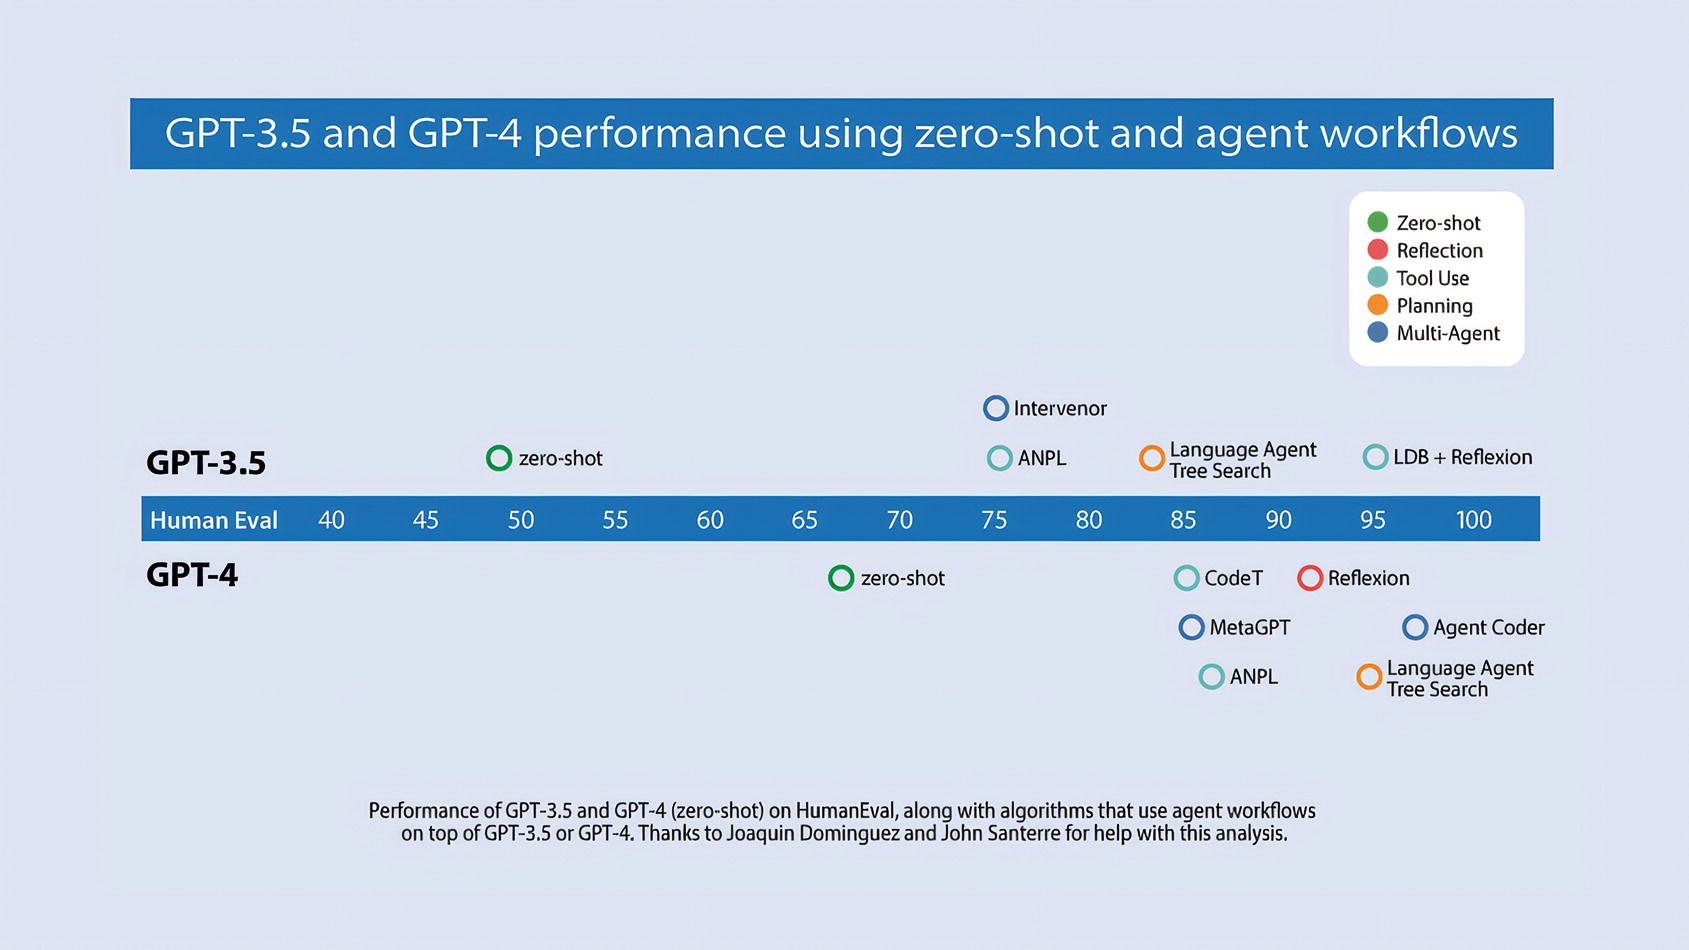 GPT-3.5 and GPT-4 performance using zero-shot and agent workflows
Zero-shot
Reflection
Tool Use
Planning
Multi-Agent
Intervenor
GPT-3.5
zero-shot
ANPL
Language Agent
Tree Search
LDB + Reflexion
Human Eval 40 45 50 55 60 65 70 75 80 85 90 95 100
GPT-4
zero-shot
CodeT
Reflexion
MetaGPT
Agent Coder
ANPL
Language Agent
Tree Search
Performance of GPT-3.5 and GPT-4 (zero-shot) on HumanEval, along with algorithms that use agent workflows
on top of GPT-3.5 or GPT-4. Thanks to Joaquin Dominguez and John Santerre for help with this analysis.